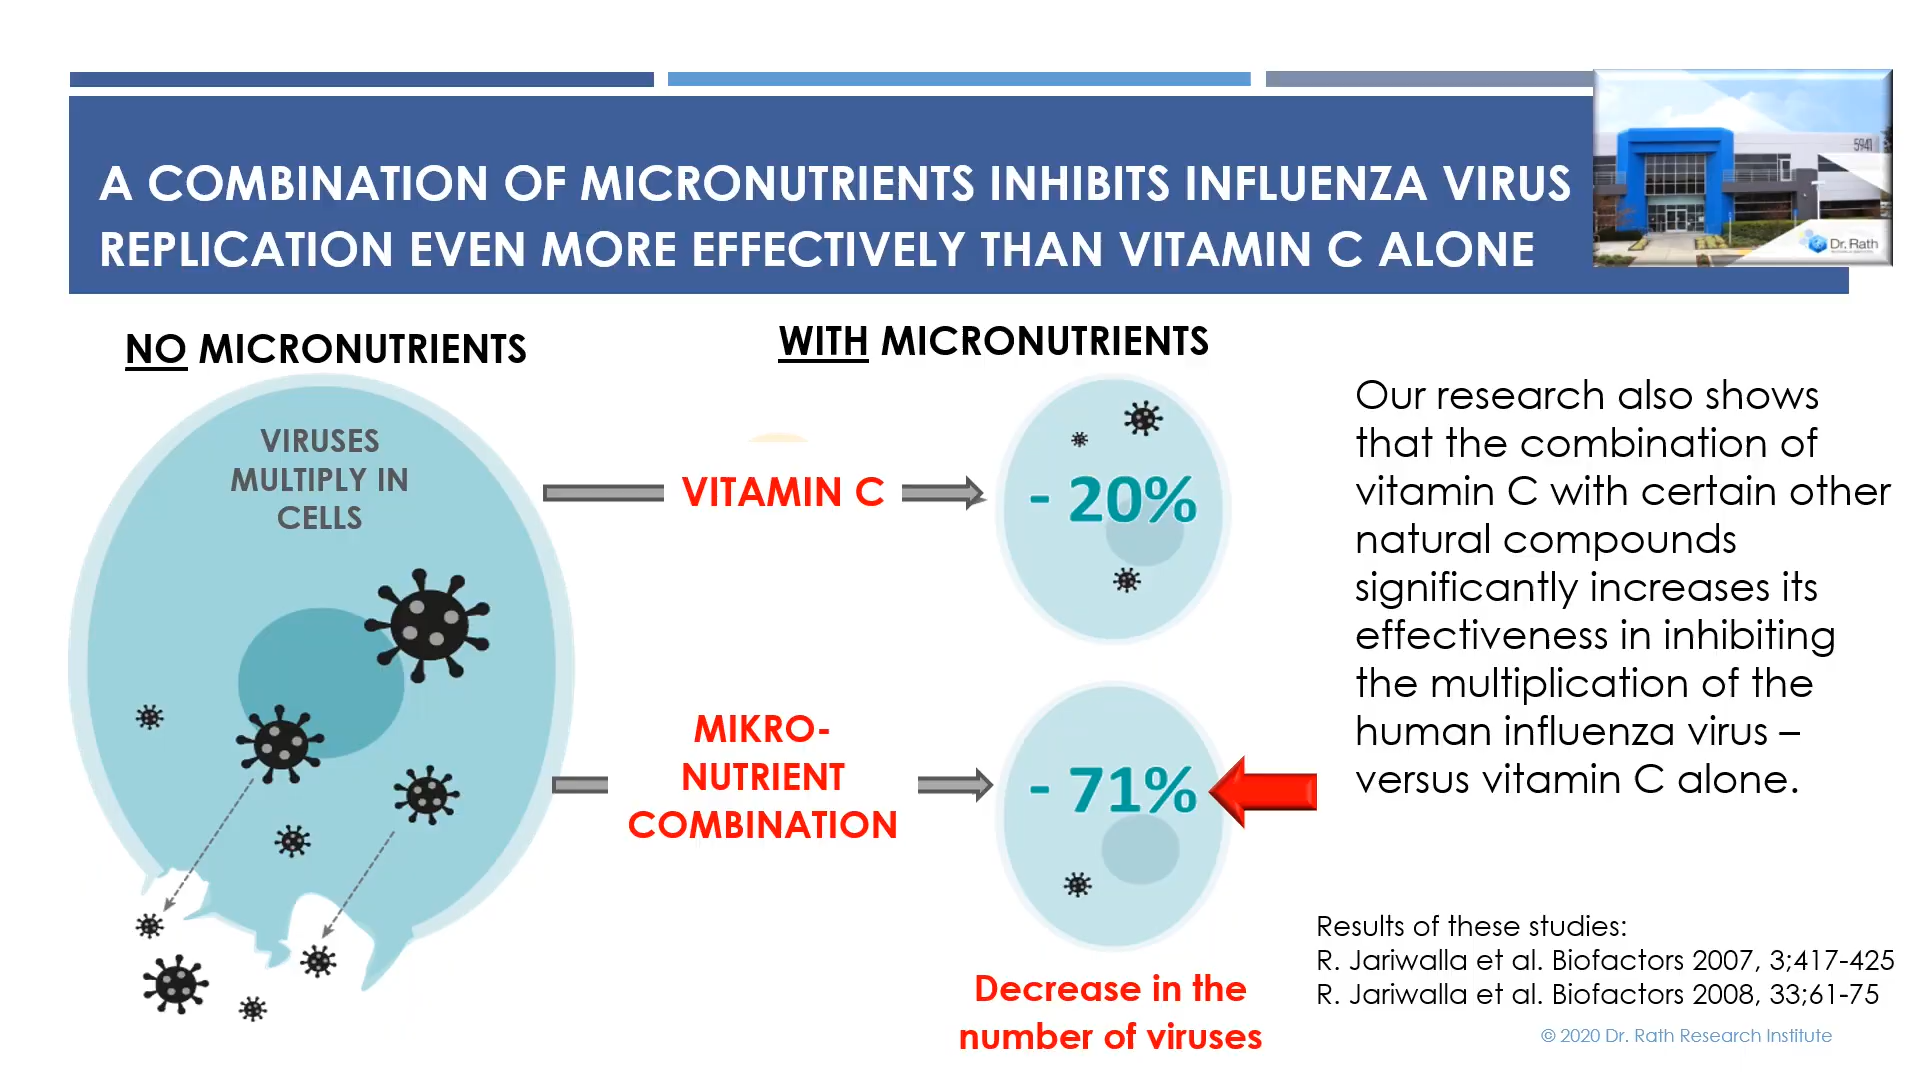 A COMBINATION OF MICRONUTRIENTS INHIBITS INFLUENZA VIRUS
REPLICATION EVEN MORE EFFECTIVELY THAN VITAMIN C ALONE
5941
Dr. Rath
NO MICRONUTRIENTS
VIRUSES
MULTIPLY IN
CELLS
WITH MICRONUTRIENTS
VITAMIN C
- 20%
MIKRO-
NUTRIENT
COMBINATION
- 71%
Decrease in the
number of viruses
Our research also shows
that the combination of
vitamin C with certain other
natural compounds
significantly increases its
effectiveness in inhibiting
the multiplication of the
human influenza virus –
versus vitamin C alone.
Results of these studies:
R. Jariwalla et al. Biofactors 2007, 3;417-425
R. Jariwalla et al. Biofactors 2008, 33;61-75
© 2020 Dr. Rath Research Institute